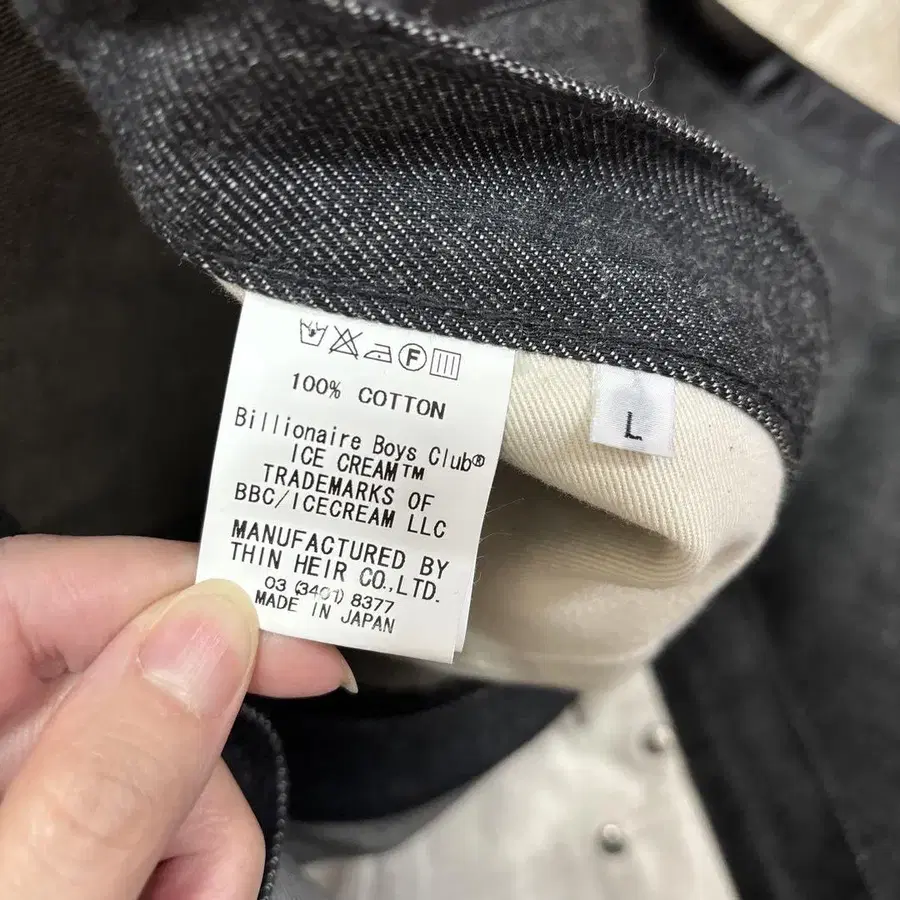 F
100% COTTON
Billionaire Boys Club®
ICE CREAM™
TRADEMARKS OF
BBC/ICECREAM LLC
MANUFACTURED BY
THIN HEIR CO.,LTD.
03 (3401) 8377
MADE IN JAPAN
L